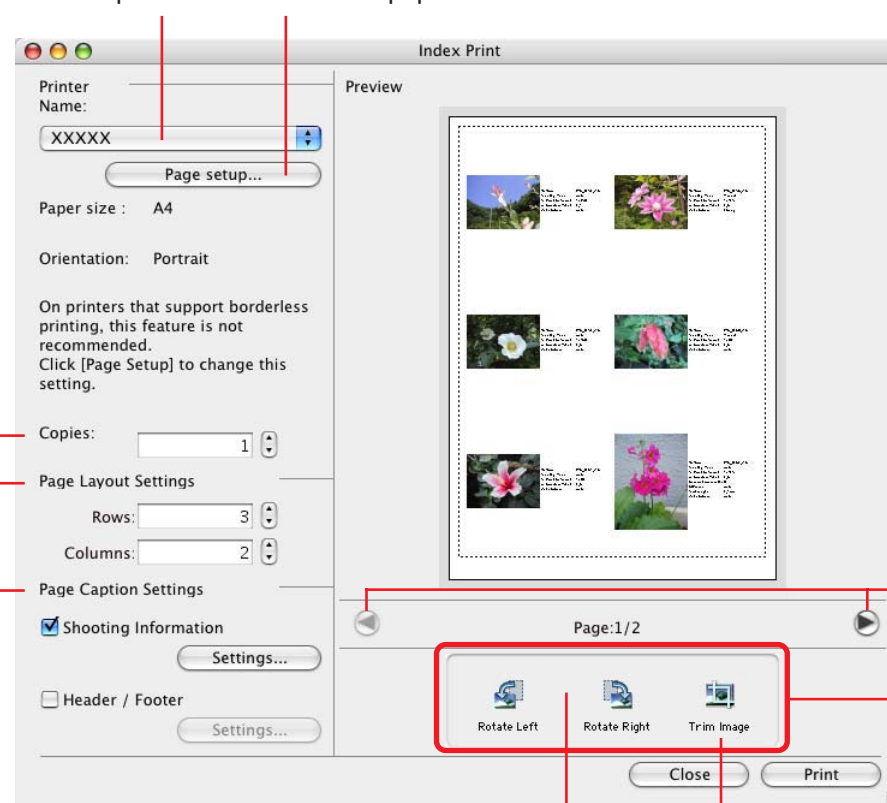 Index Print
Printer
Name:
XXXXX
Page setup...
Paper size : A4
Orientation: Portrait
On printers that support borderless
printing, this feature is not
recommended.
Click [Page Setup] to change this
setting.
Copies: 1
Page Layout Settings
Rows: 3
Columns: 2
Page Caption Settings
Shooting Information
Settings...
Header / Footer
Settings...
Preview
Page:1/2
Rotate Left Rotate Right Trim Image
Close Print